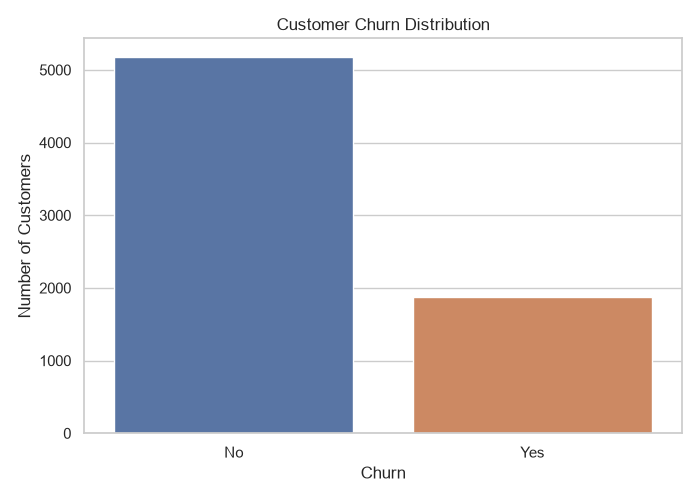 Customer Churn Distribution
Number of Customers
5000
4000
3000
2000
1000
0
No
Yes
Churn